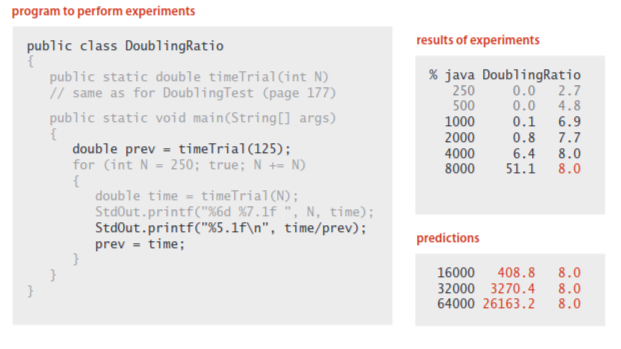 program to perform experiments
public class DoublingRatio
{
public static double timeTrial(int N)
// same as for DoublingTest (page 177)
public static void main(String[] args)
{
double prev = timeTrial(125);
for (int N = 250; true; N += N)
{
double time = timeTrial(N);
StdOut.printf("%6d %7.1f ", N, time);
StdOut.printf("%5.1f\n", time/prev);
prev = time;
}
}
}
results of experiments
% java DoublingRatio
250 0.0 2.7
500 0.0 4.8
1000 0.1 6.9
2000 0.8 7.7
4000 6.4 8.0
8000 51.1 8.0
predictions
16000 408.8 8.0
32000 3270.4 8.0
64000 26163.2 8.0